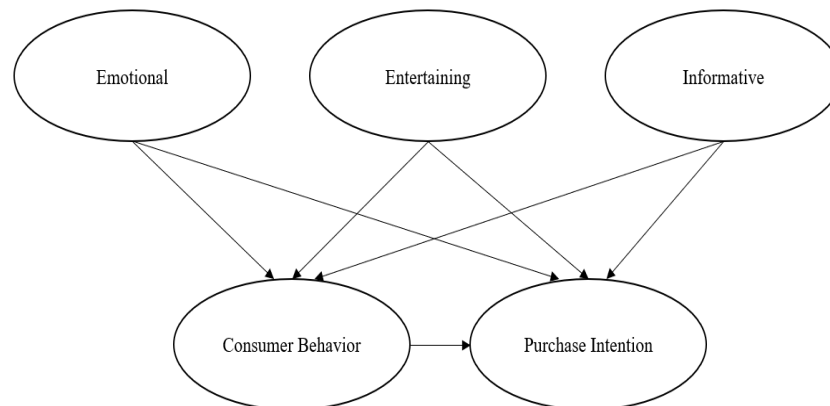 Emotional
Entertaining
Informative
Consumer Behavior
Purchase Intention